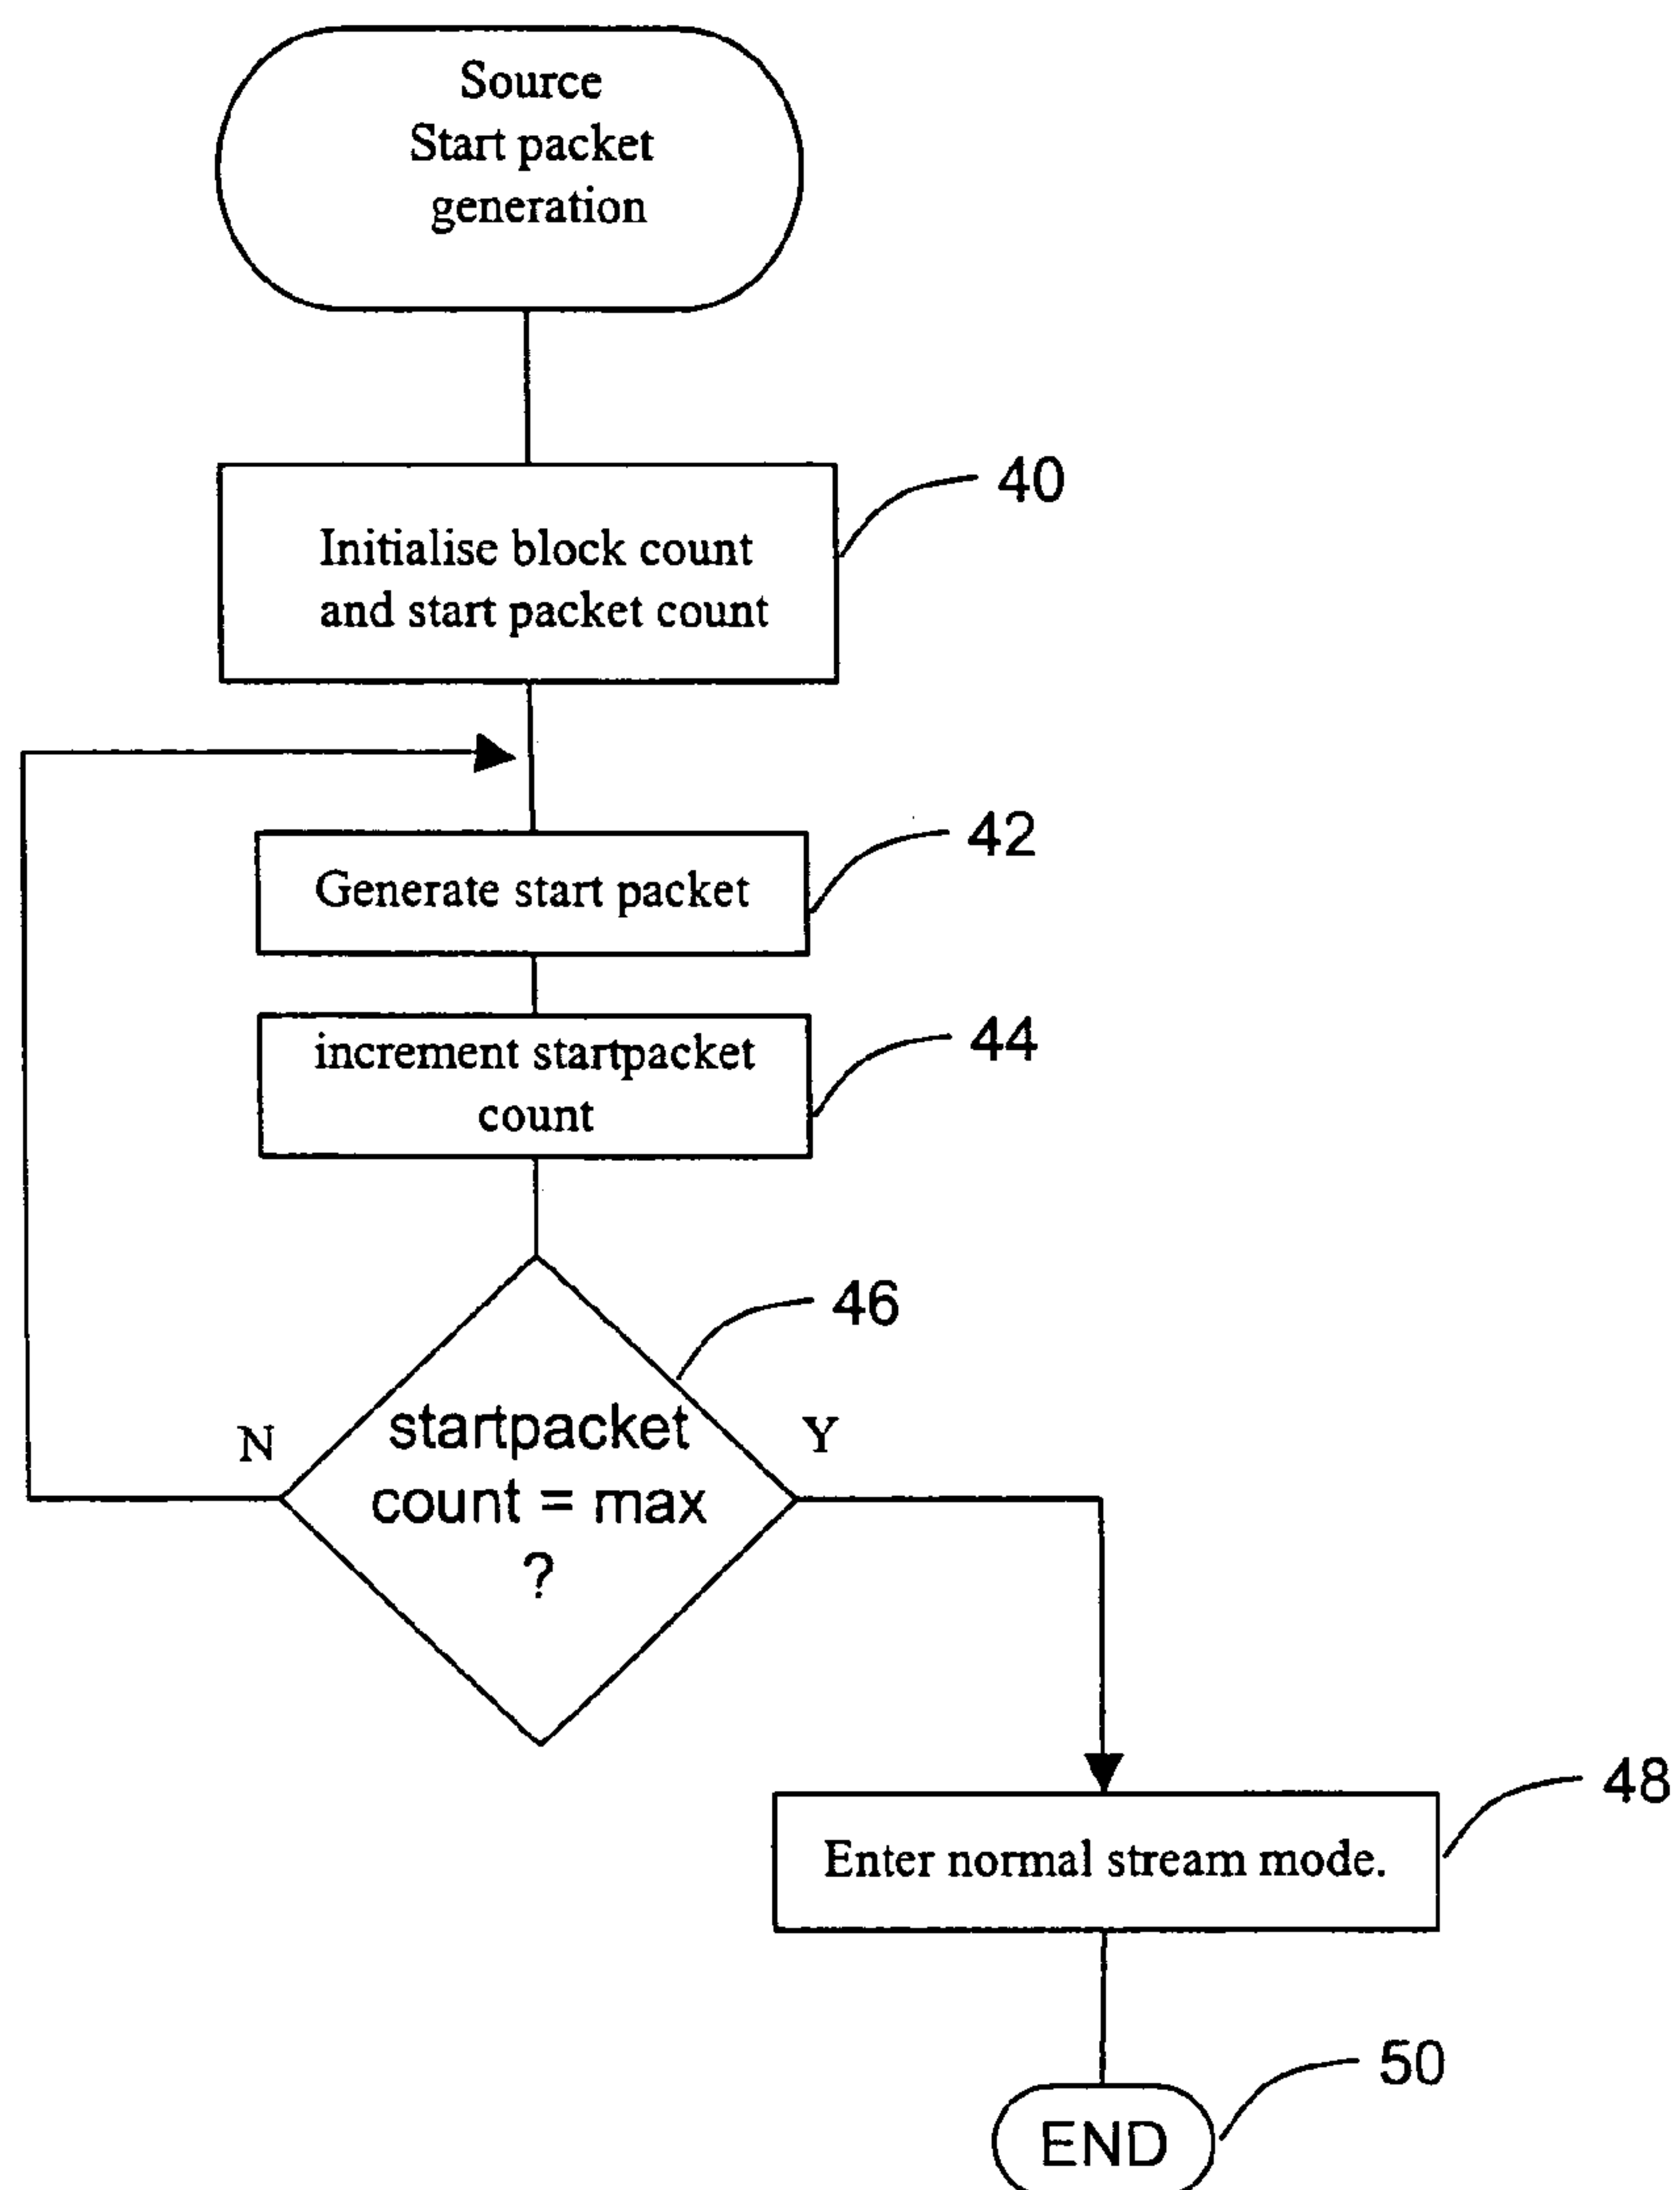 Source
Start packet
generation
40
Initialise block count
and start packet count
42
Generate start packet
44
increment startpacket
count
46
N
Y
startpacket
count = max
?
48
Enter normal stream mode.
50
END